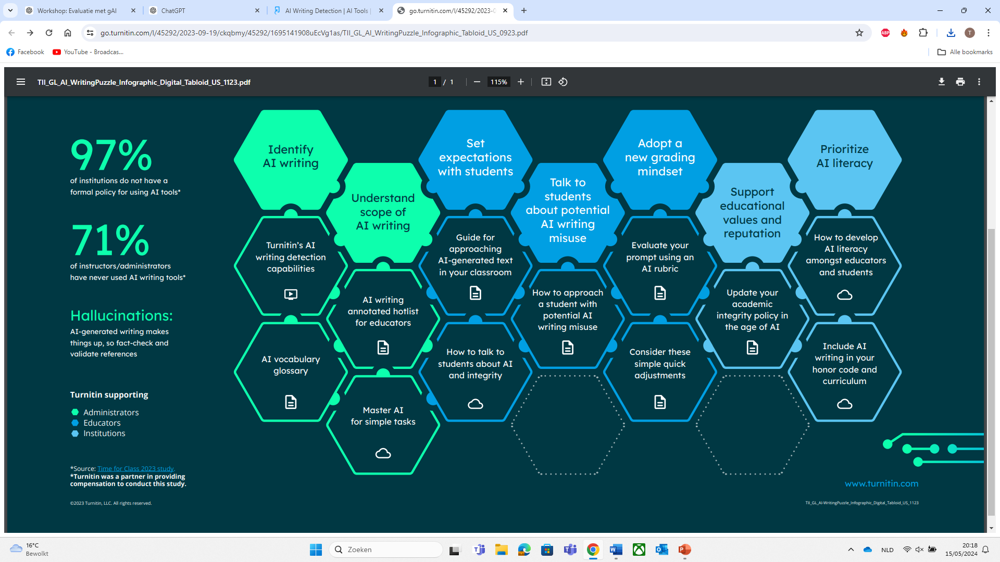 Workshop: Evaluatie met gAI
ChatGPT
AI Writing Detection | AI Tools |
go.turnitin.com/l/45292/2023-0
go.turnitin.com/l/45292/2023-09-19/ckqbmy/45292/1695141908uEcVg1as/TII_GL_AI_WritingPuzzle_Infographic_Tabloid_US_0923.pdf
ABP
T
Facebook
YouTube - Broadcas...
Alle bookmarks
TII_GL_AI_WritingPuzzle_Infographic_Digital_Tabloid_US_1123.pdf
1 / 1
115%
97%
of institutions do not have a
formal policy for using AI tools*
71%
of instructors/administrators
have never used AI writing tools*
Hallucinations:
AI-generated writing makes
things up, so fact-check and
validate references
Turnitin supporting
Administrators
Educators
Institutions
*Source: Time for Class 2023 study.
*Turnitin was a partner in providing
compensation to conduct this study.
©2023 Turnitin, LLC. All rights reserved.
Identify
AI writing
Turnitin's AI
writing detection
capabilities
AI vocabulary
glossary
Understand
scope of
AI writing
AI writing
annotated hotlist
for educators
Master AI
for simple tasks
Set
expectations
with students
Guide for
approaching
AI-generated text
in your classroom
How to talk to
students about AI
and integrity
Talk to
students
about potential
AI writing
misuse
How to approach
a student with
potential AI
writing misuse
Adopt a
new grading
mindset
Evaluate your
prompt using an
AI rubric
Consider these
simple quick
adjustments
Support
educational
values and
reputation
Update your
academic
integrity policy in
the age of AI
Prioritize
AI literacy
How to develop
AI literacy
amongst educators
and students
Include AI
writing in your
honor code and
curriculum
www.turnitin.com
TII_GL_AI-WritingPuzzle_Infographic_Digital_Tabloid_US_1123
16°C
Bewolkt
Zoeken
NLD
20:18
15/05/2024